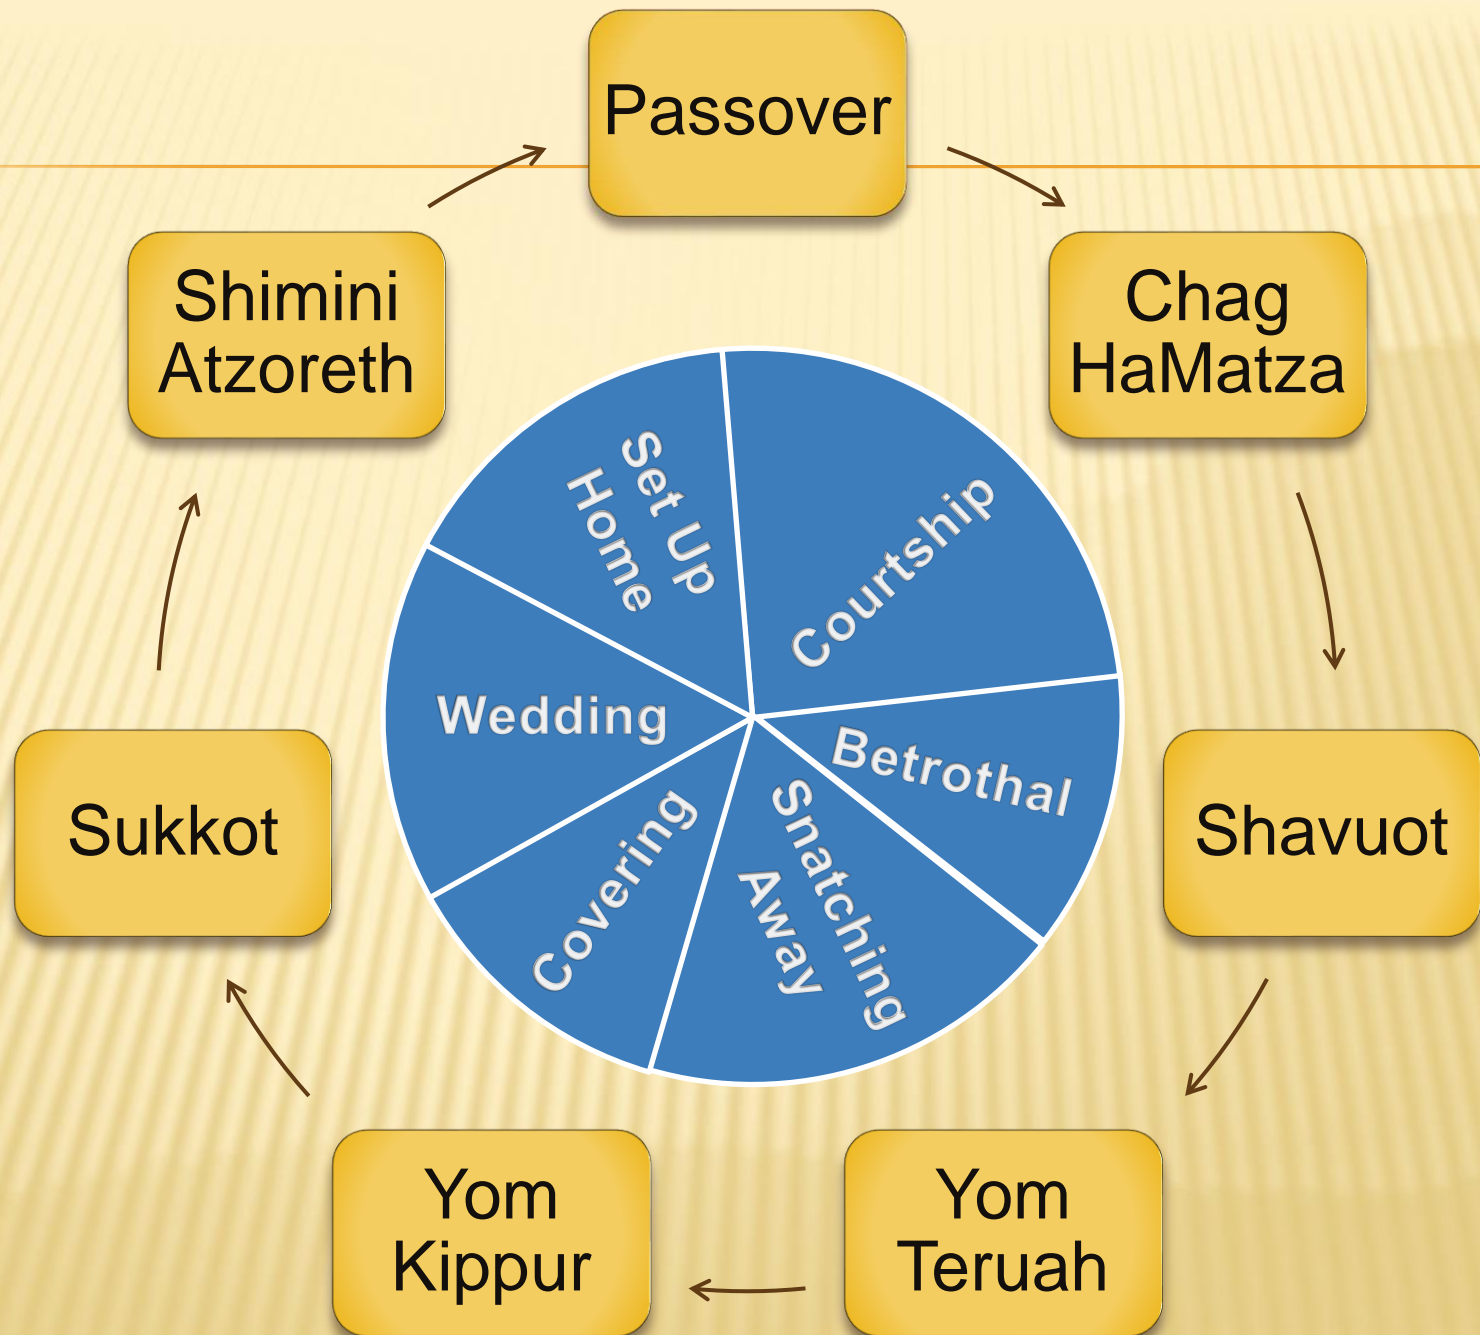 Passover
Chag
HaMatza
Shavuot
Yom
Teruah
Yom
Kippur
Sukkot
Shimini
Atzoreth
Courtship
Betrothal
Snatching
Away
Covering
Wedding
Set Up
Home